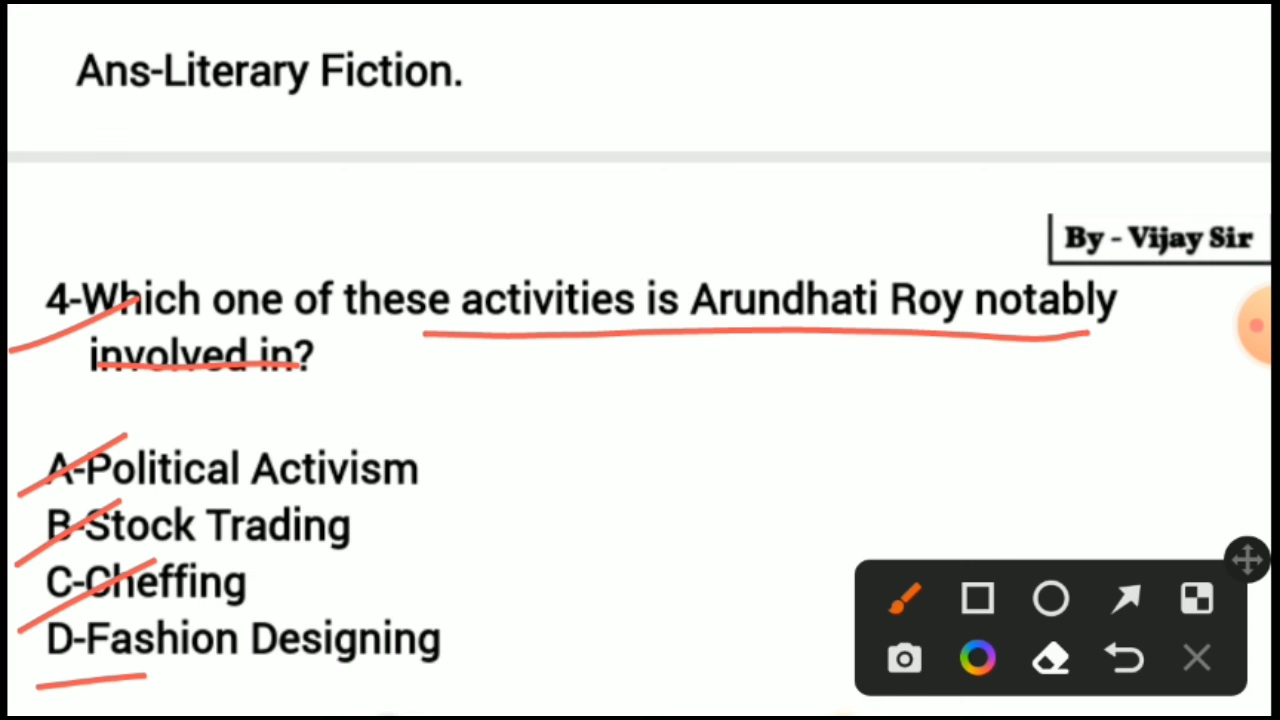 Ans-Literary Fiction.
By - Vijay Sir
4-Which one of these activities is Arundhati Roy notably
involved in?
A-Political Activism
B-Stock Trading
C-Cheffing
D-Fashion Designing